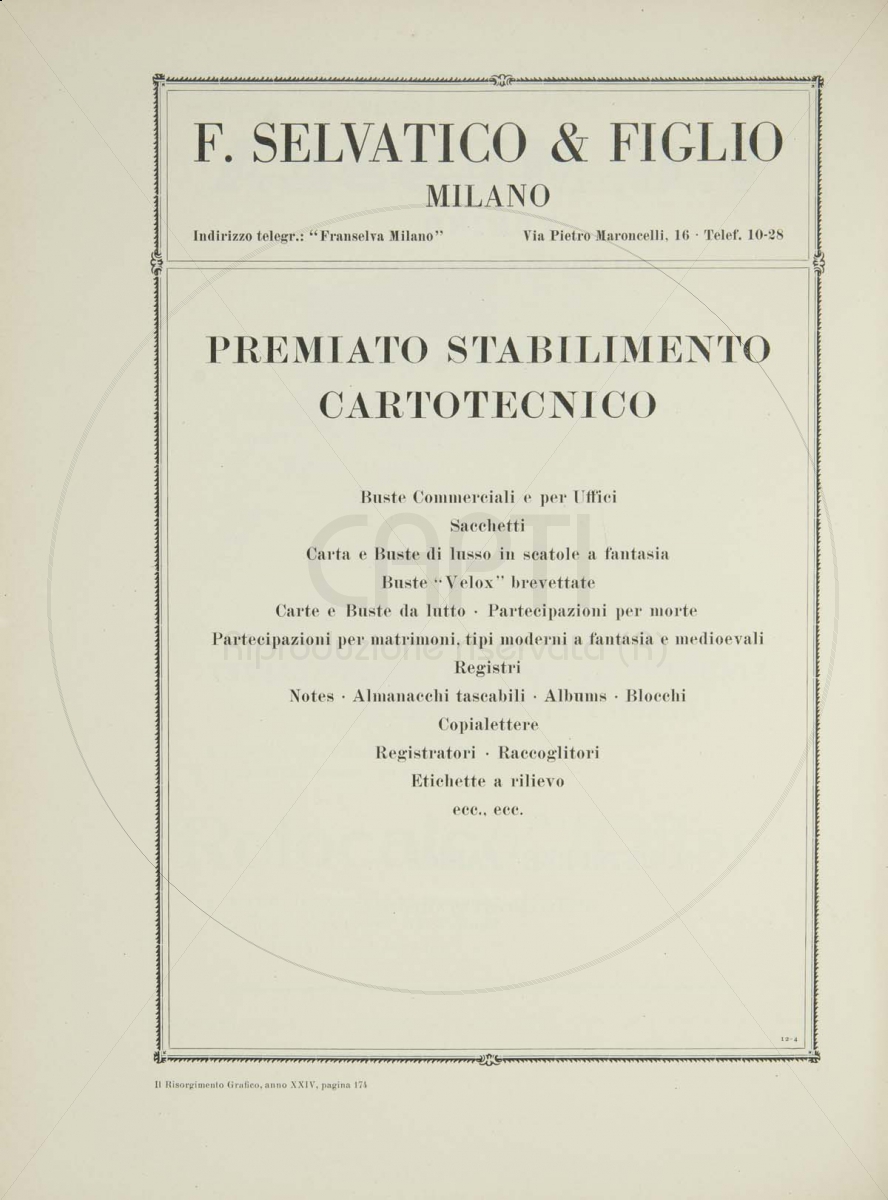 F. SELVATICO & FIGLIO
MILANO
Indirizzo telegr.: “Franselva Milano” Via Pietro Maroncelli, 16 · Telef. 10-28
PREMIATO STABILIMENTO
CARTOTECNICO
Buste Commerciali e per Uffici
Sacchetti
Carta e Buste di lusso in scatole a fantasia
Buste “Velox” brevettate
Carte e Buste da lutto · Partecipazioni per morte
Partecipazioni per matrimoni, tipi moderni a fantasia e medioevali
Registri
Notes · Almanacchi tascabili · Albums · Blocchi
Copialettere
Registratori · Raccoglitori
Etichette a rilievo
ecc., ecc.
12-4
Il Risorgimento Grafico, anno XXIV, pagina 174
CAPTI
Riproduzione riservata (R)